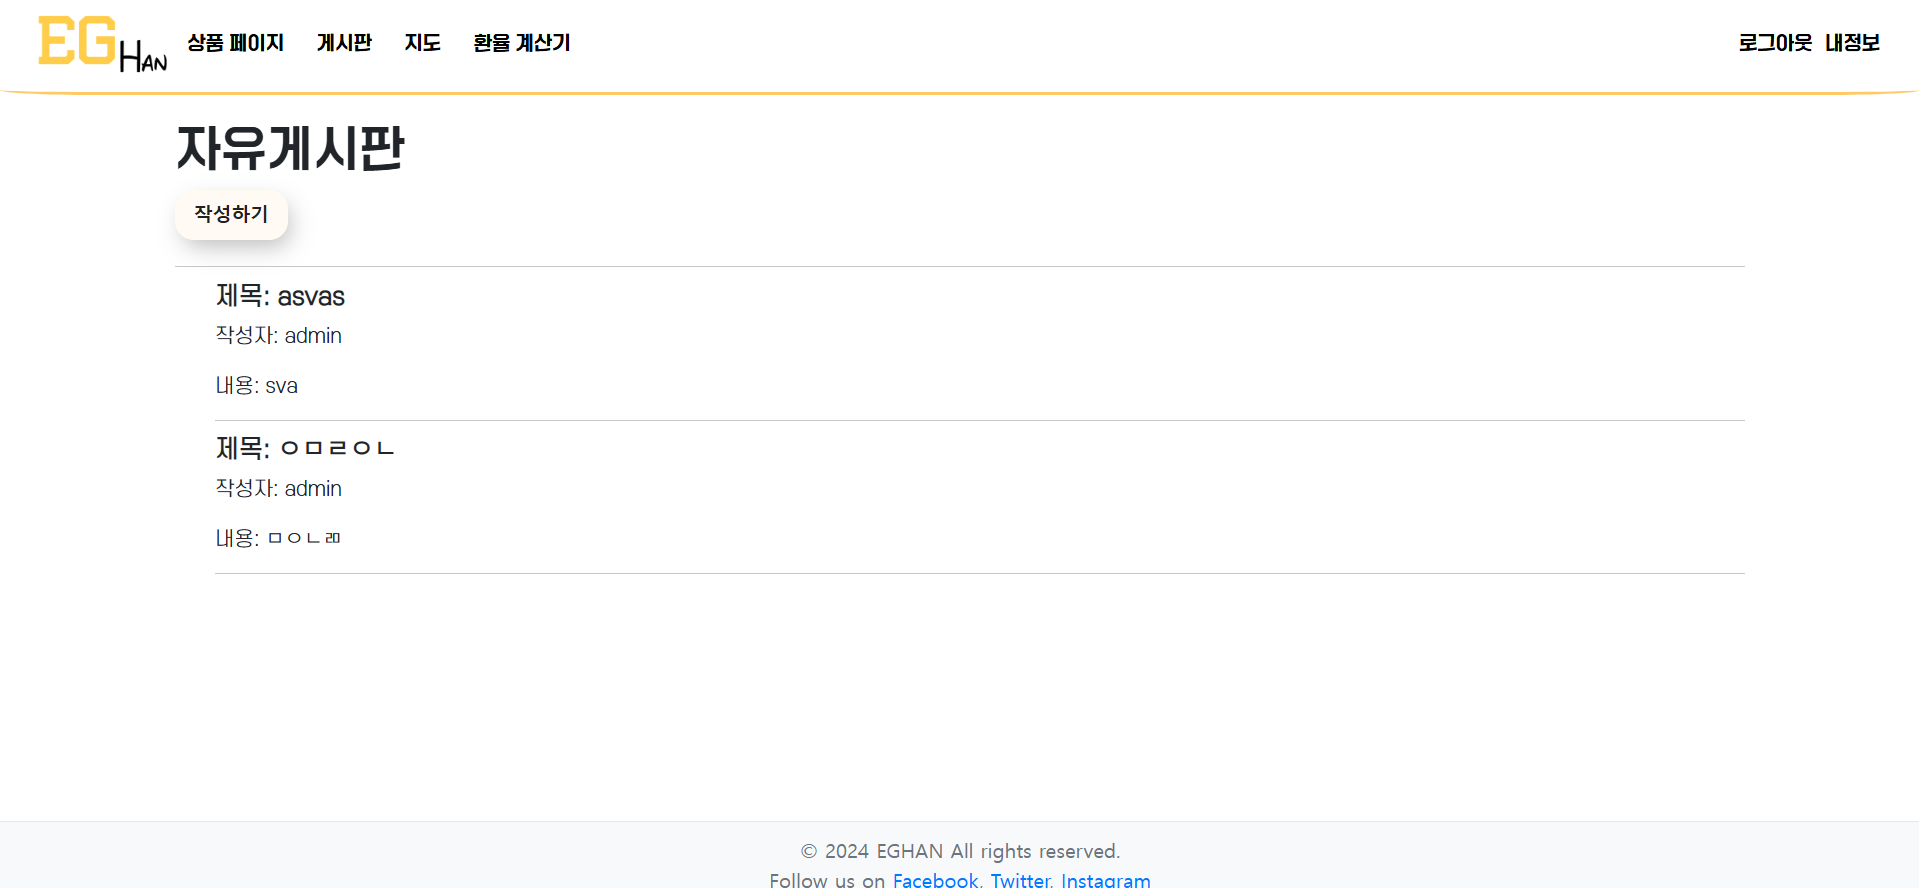 EG HAN 상품 페이지 게시판 지도 환율 계산기 로그아웃 내정보
자유게시판
작성하기
제목: asvas
작성자: admin
내용: sva
제목: ㅇㅁㄹㅇㄴ
작성자: admin
내용: ㅁㅇㄴㄻ
© 2024 EGHAN All rights reserved.
Follow us on Facebook, Twitter, Instagram